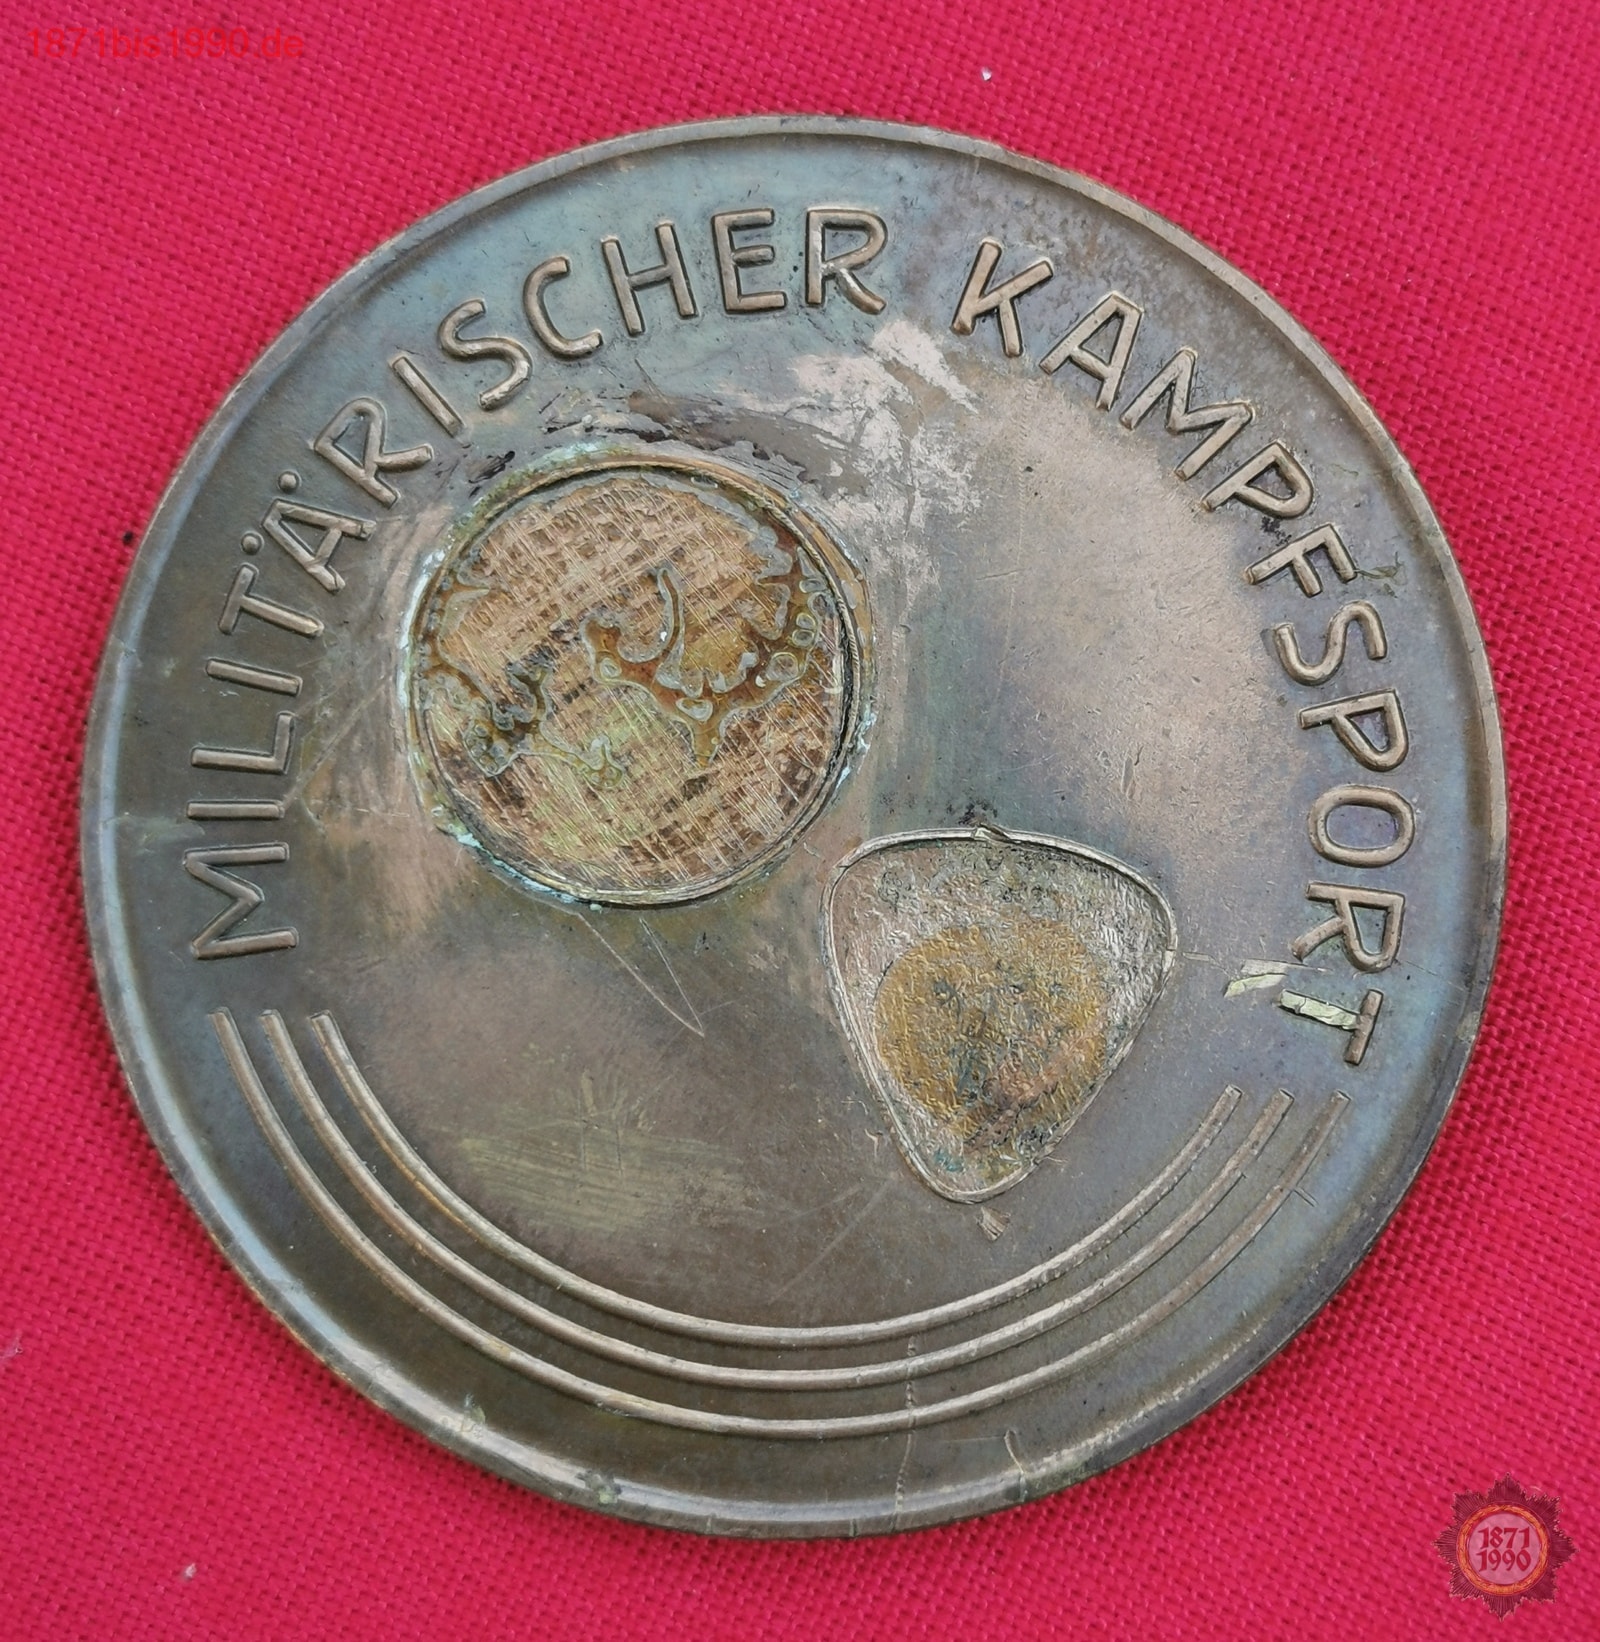 1871bis1990.de
MILITÄRISCHER KAMPFSPORT
1871
1990